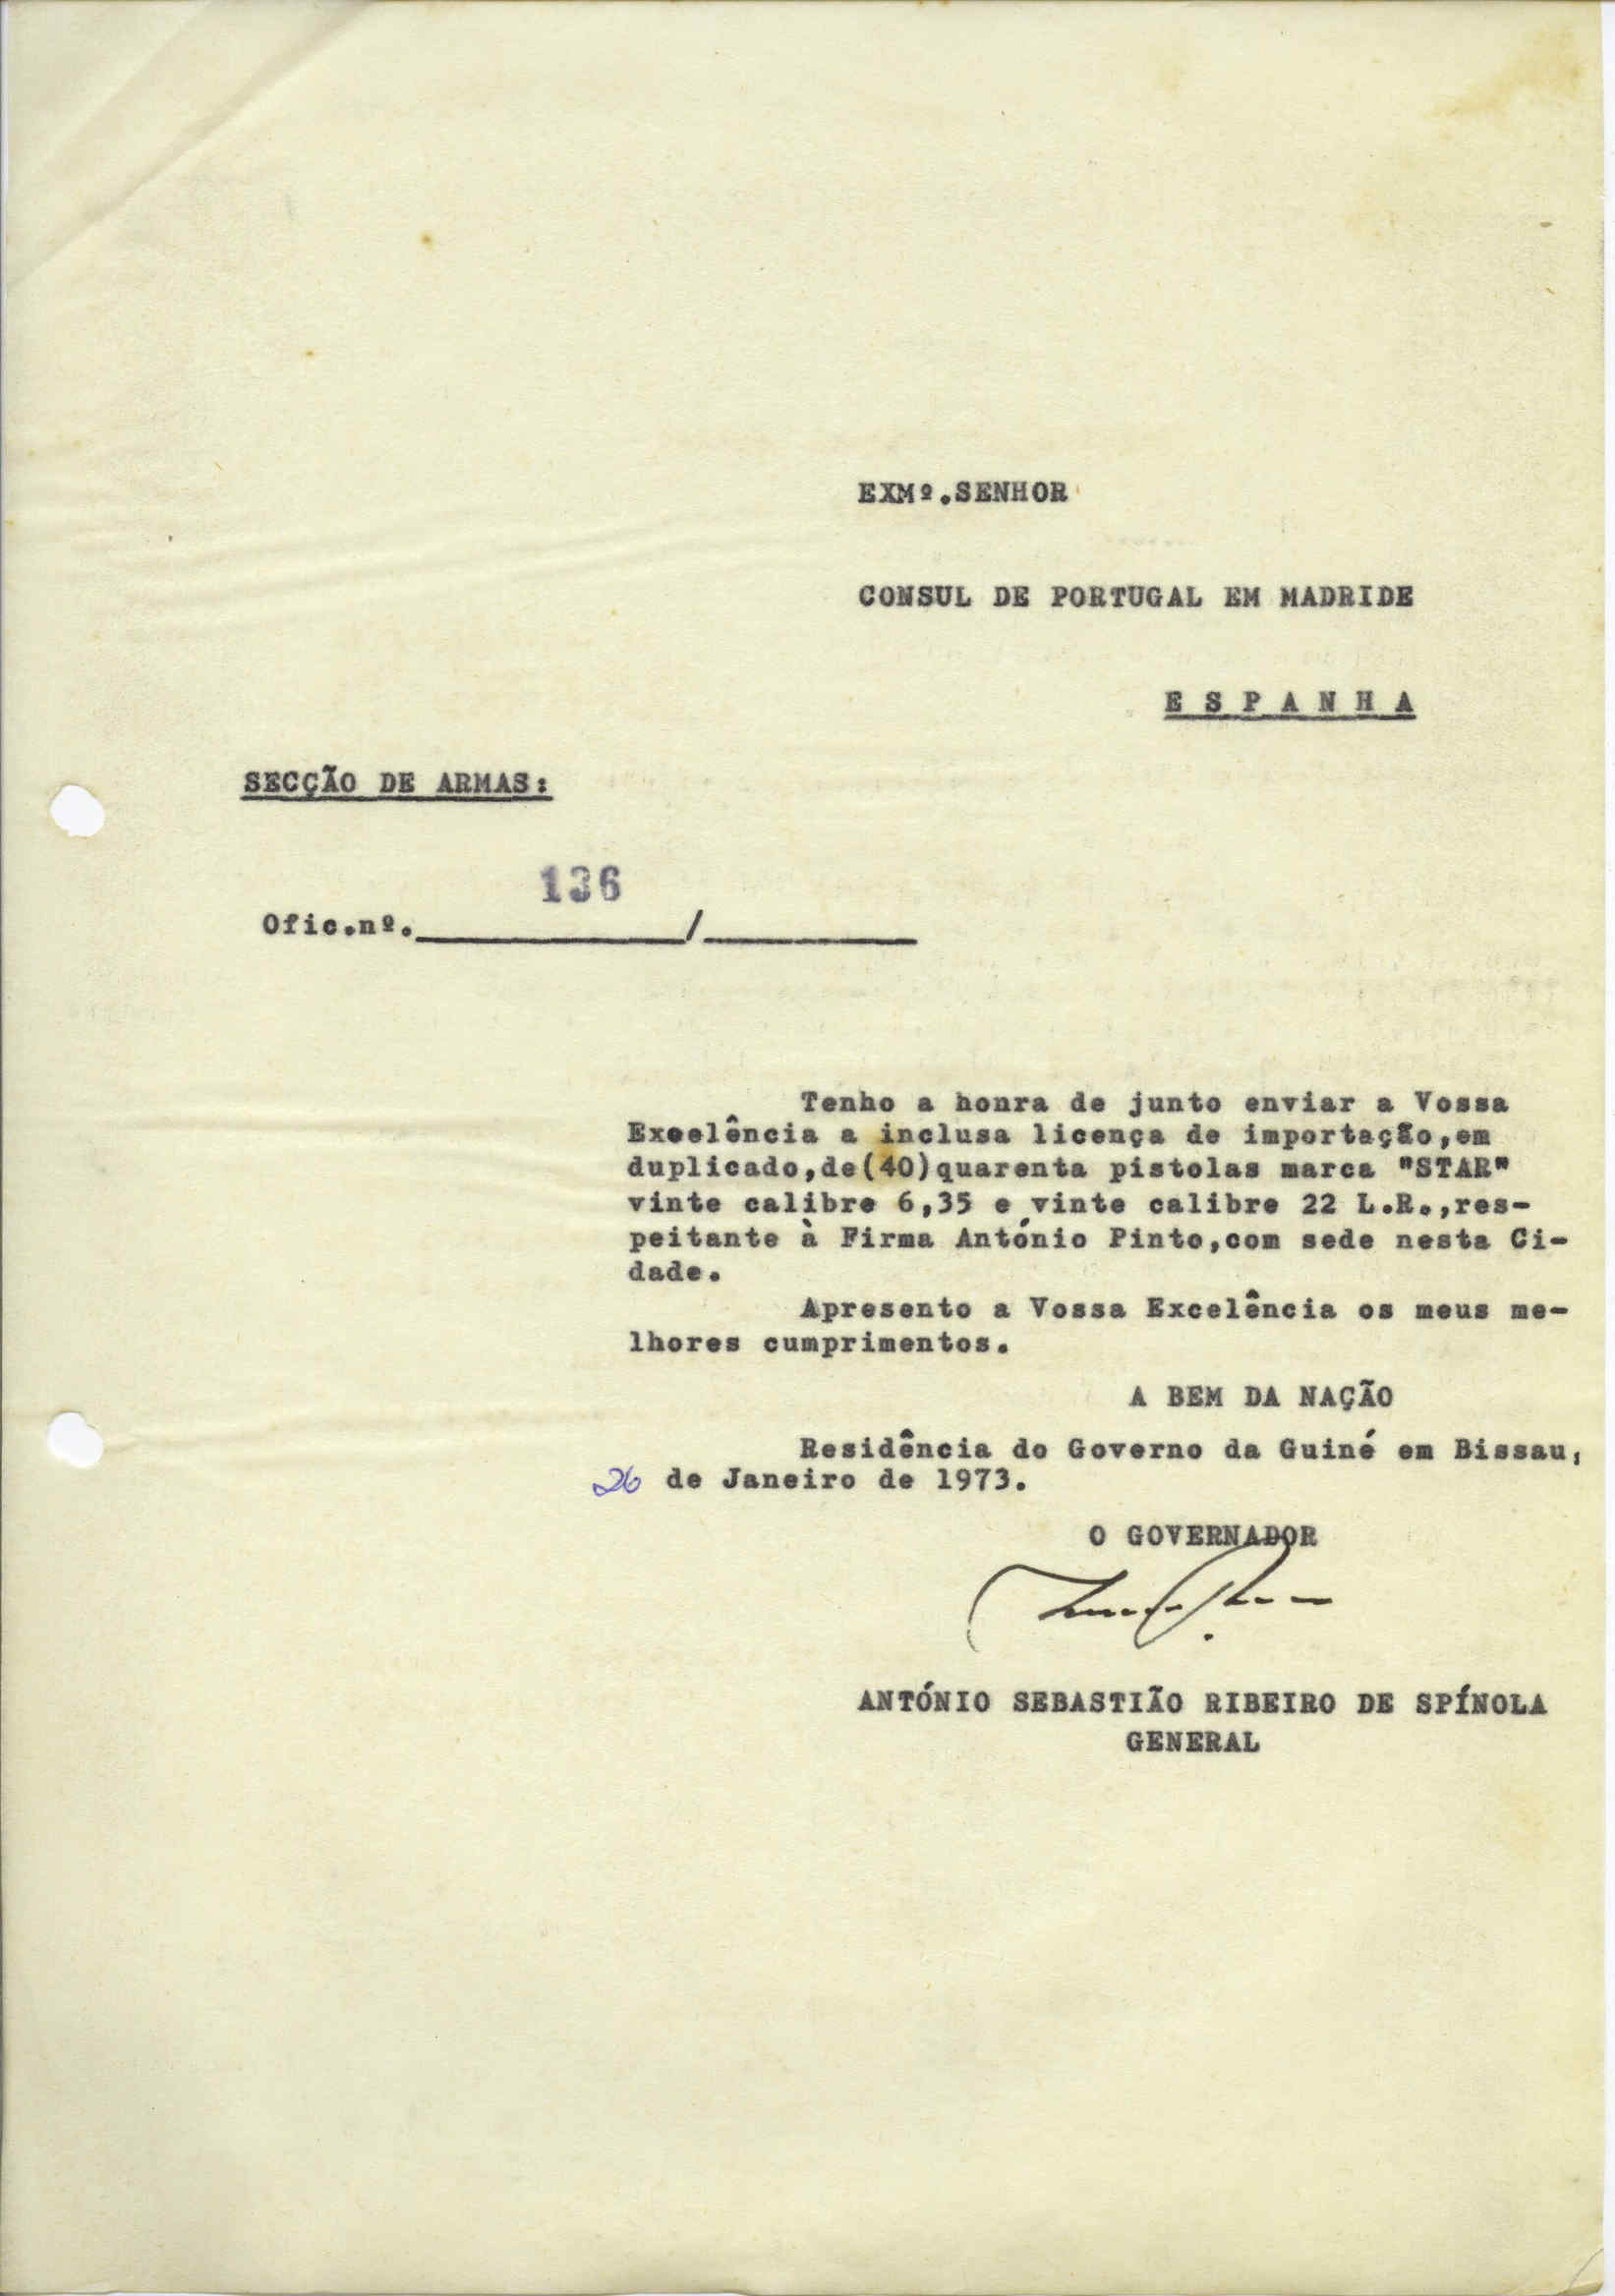 EXMº.SENHOR
CONSUL DE PORTUGAL EM MADRIDE
E S P A N H A
SECÇÃO DE ARMAS:
136
Ofic.nº.______________/___________
Tenho a honra de junto enviar a Vossa
Exeelência a inclusa licença de importação,em
duplicado,de(40)quarenta pistolas marca "STAR"
vinte calibre 6,35 e vinte calibre 22 L.R.,res-
peitante à Firma António Pinto,com sede nesta Ci-
dade.
Apresento a Vossa Excelência os meus me-
lhores cumprimentos.
A BEM DA NAÇÃO
Residência do Governo da Guiné em Bissau,
26 de Janeiro de 1973.
O GOVERNADOR
ANTÓNIO SEBASTIÃO RIBEIRO DE SPÍNOLA
GENERAL